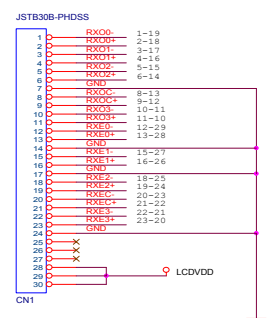 JSTB30B-PHDSS
1 RXO0- 1-19
2 RXO0+ 2-18
3 RXO1- 3-17
4 RXO1+ 4-16
5 RXO2- 5-15
6 RXO2+ 6-14
7 GND
8 RXOC- 8-13
9 RXOC+ 9-12
10 RXO3- 10-11
11 RXO3+ 11-10
12 RXE0- 12-29
13 RXE0+ 13-28
14 GND
15 RXE1- 15-27
16 RXE1+ 16-26
17 GND
18 RXE2- 18-25
19 RXE2+ 19-24
20 RXEC- 20-23
21 RXEC+ 21-22
22 RXE3- 22-21
23 RXE3+ 23-20
24 GND
25
26
27
28
29 LCDVDD
30
CN1